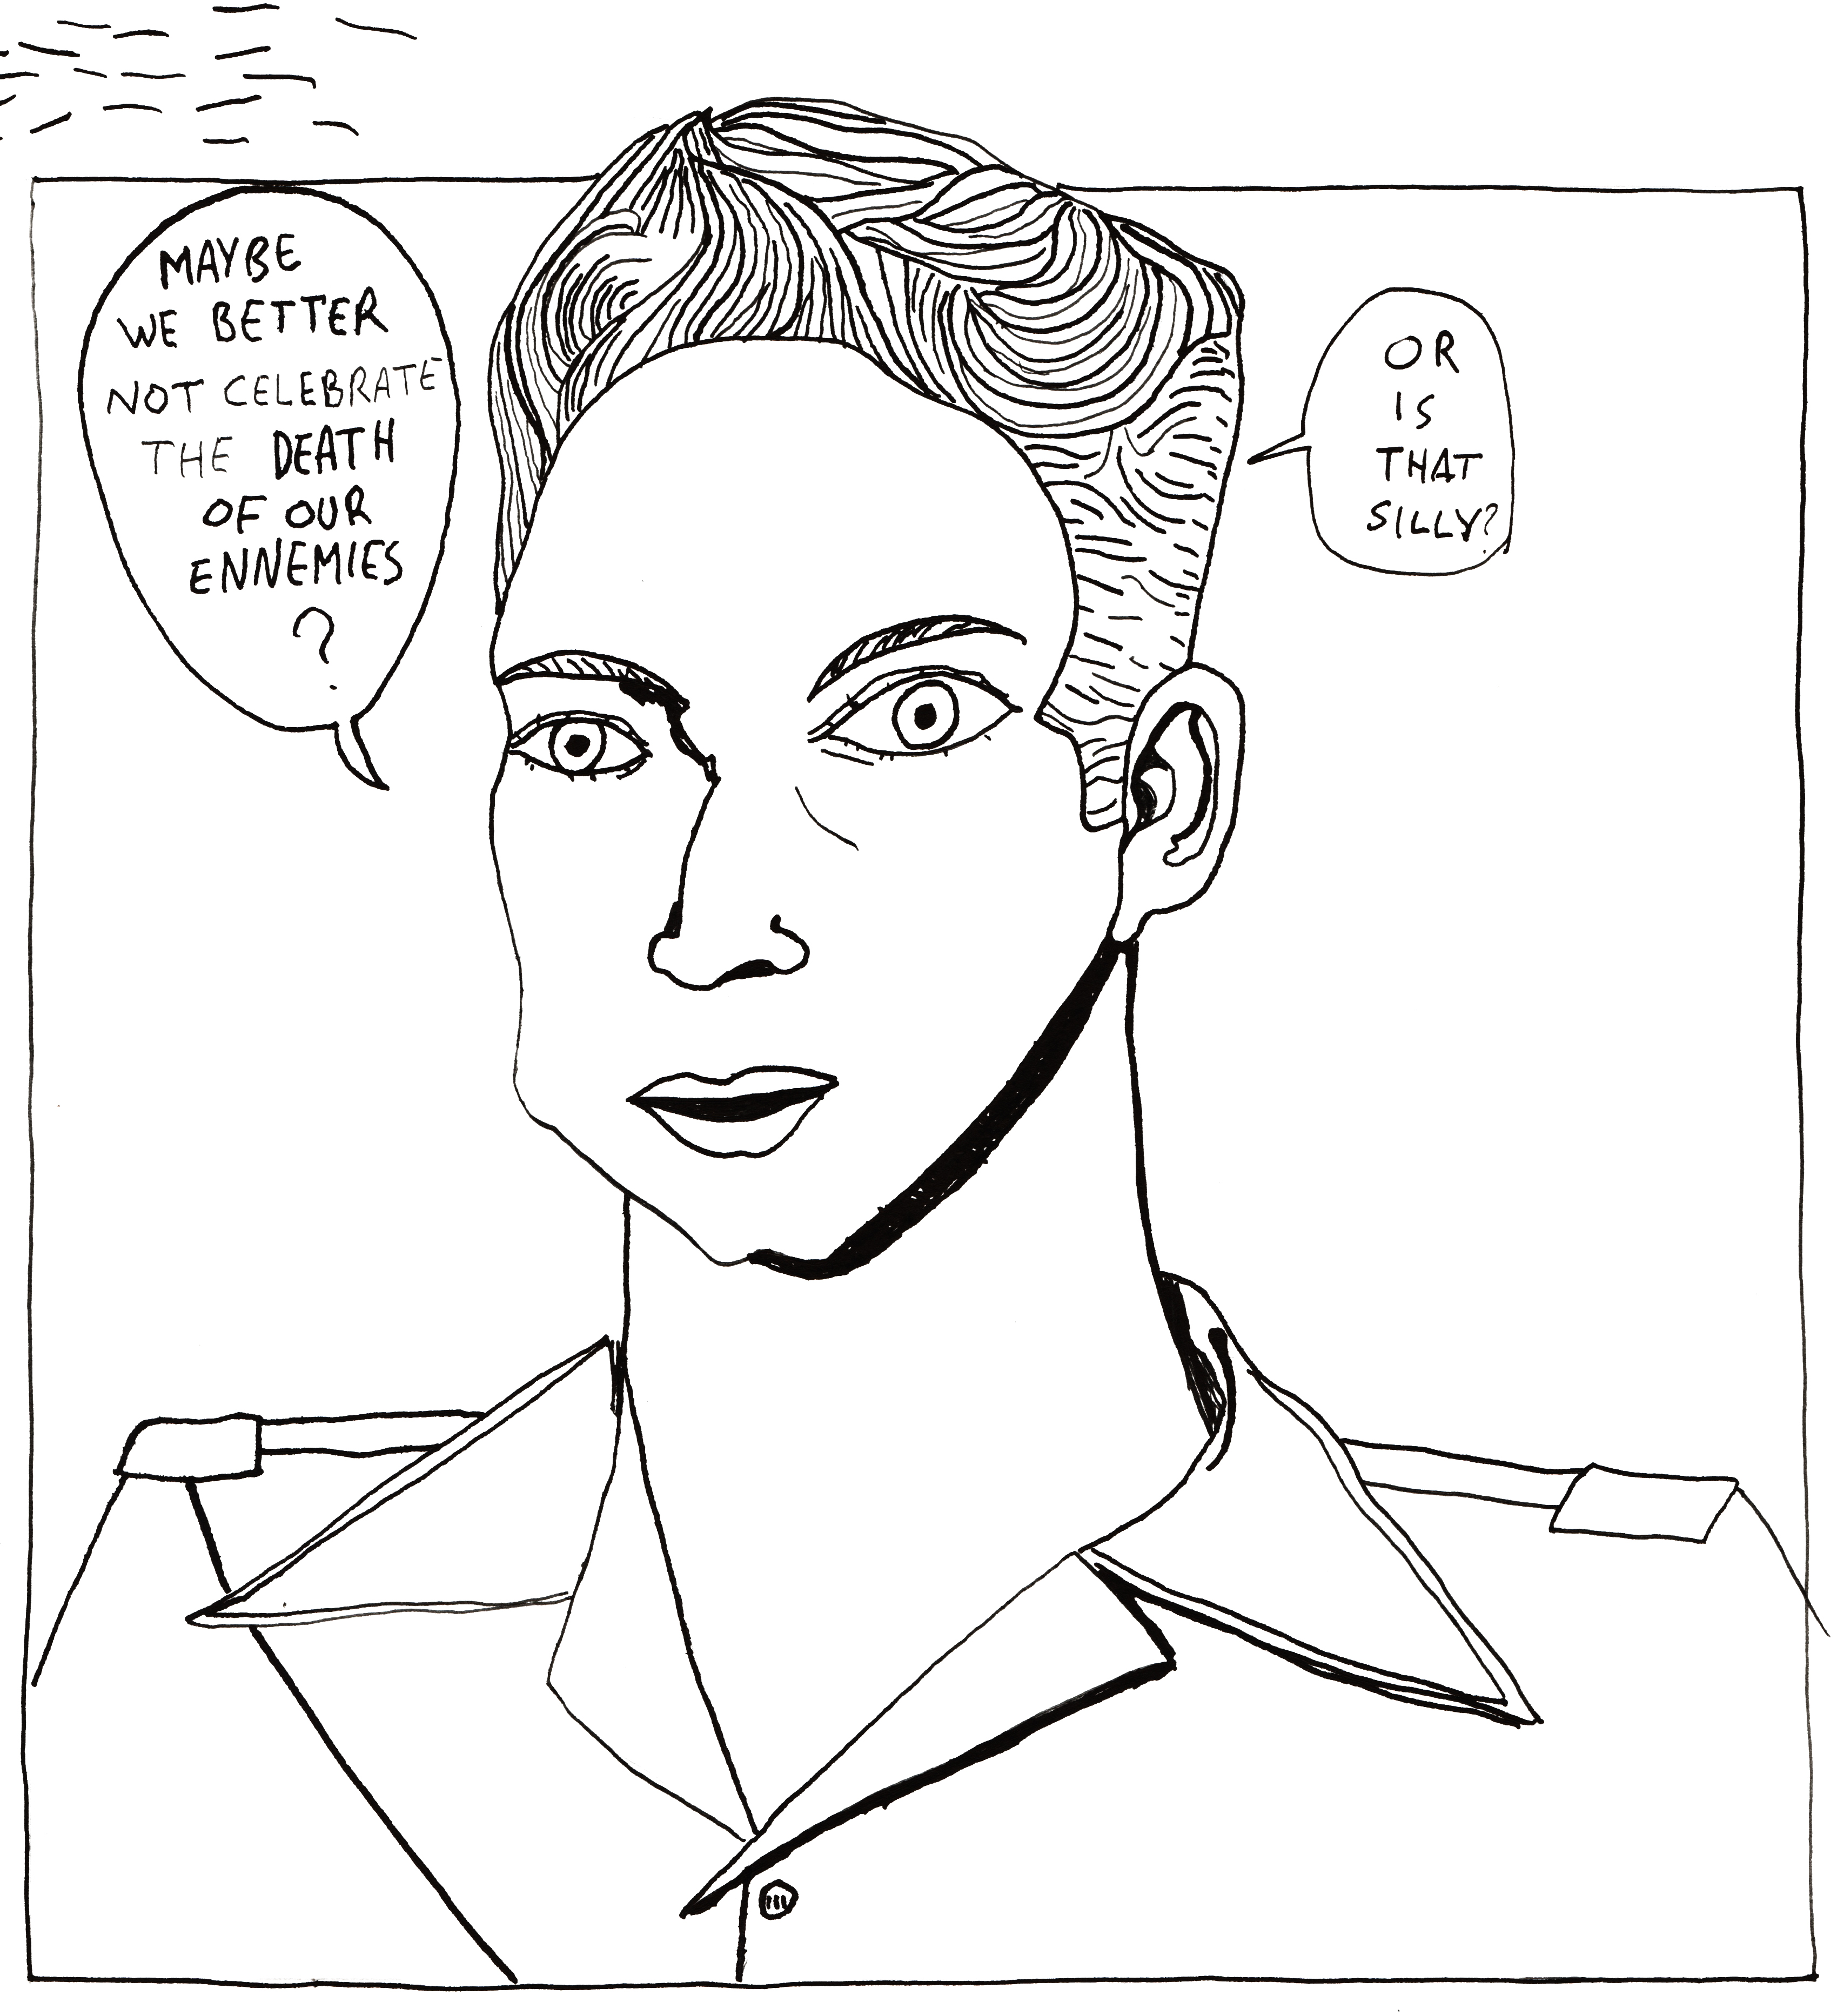 MAYBE
WE BETTER
NOT CELEBRATE
THE DEATH
OF OUR
ENNEMIES
?
OR
IS
THAT
SILLY?